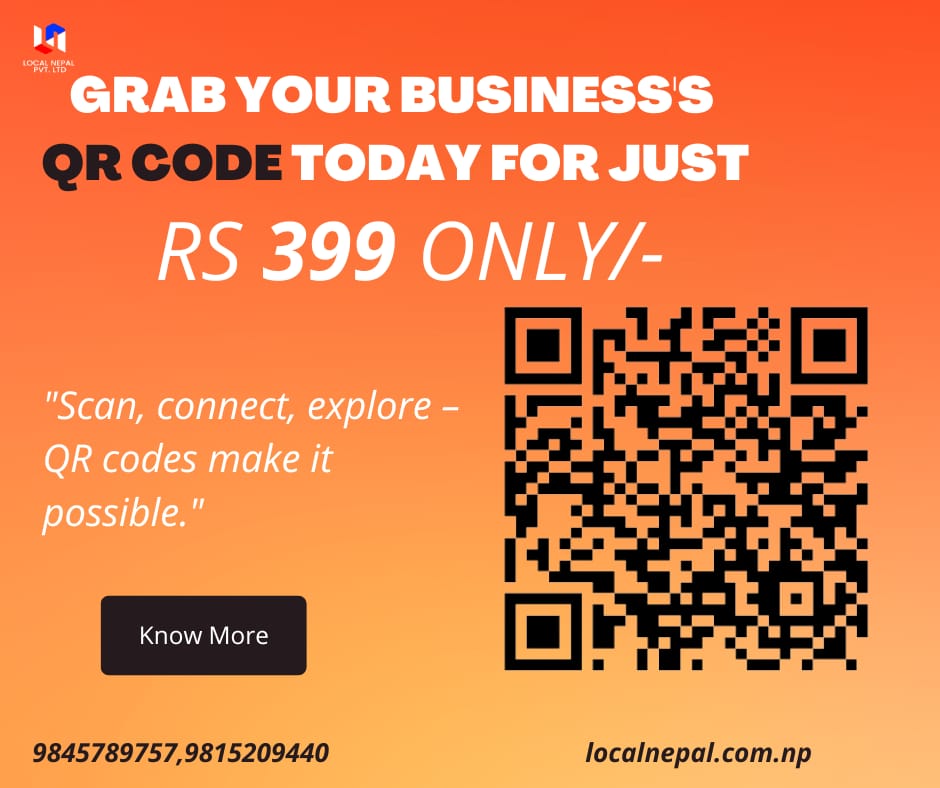 LOCAL NEPAL
PVT. LTD
GRAB YOUR BUSINESS'S
QR CODE TODAY FOR JUST
RS 399 ONLY/-
"Scan, connect, explore –
QR codes make it
possible."
Know More
9845789757,9815209440
localnepal.com.np